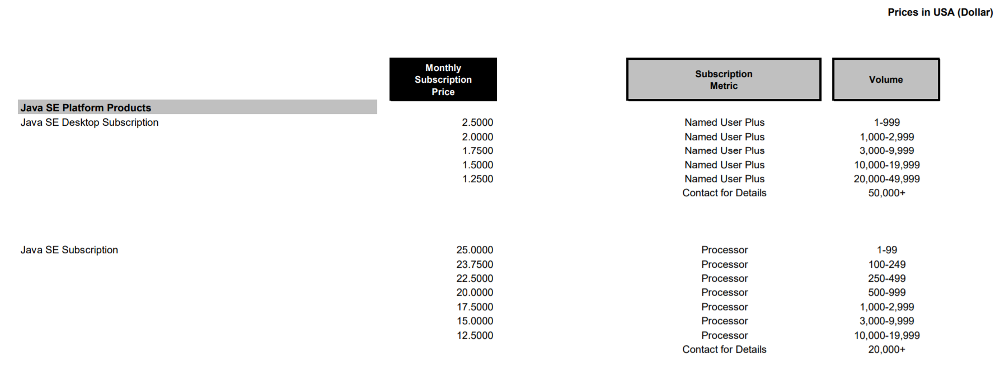 Prices in USA (Dollar)
Monthly
Subscription
Price
Subscription
Metric
Volume
Java SE Platform Products
Java SE Desktop Subscription 2.5000 Named User Plus 1-999
2.0000 Named User Plus 1,000-2,999
1.7500 Named User Plus 3,000-9,999
1.5000 Named User Plus 10,000-19,999
1.2500 Named User Plus 20,000-49,999
Contact for Details 50,000+
Java SE Subscription 25.0000 Processor 1-99
23.7500 Processor 100-249
22.5000 Processor 250-499
20.0000 Processor 500-999
17.5000 Processor 1,000-2,999
15.0000 Processor 3,000-9,999
12.5000 Processor 10,000-19,999
Contact for Details 20,000+